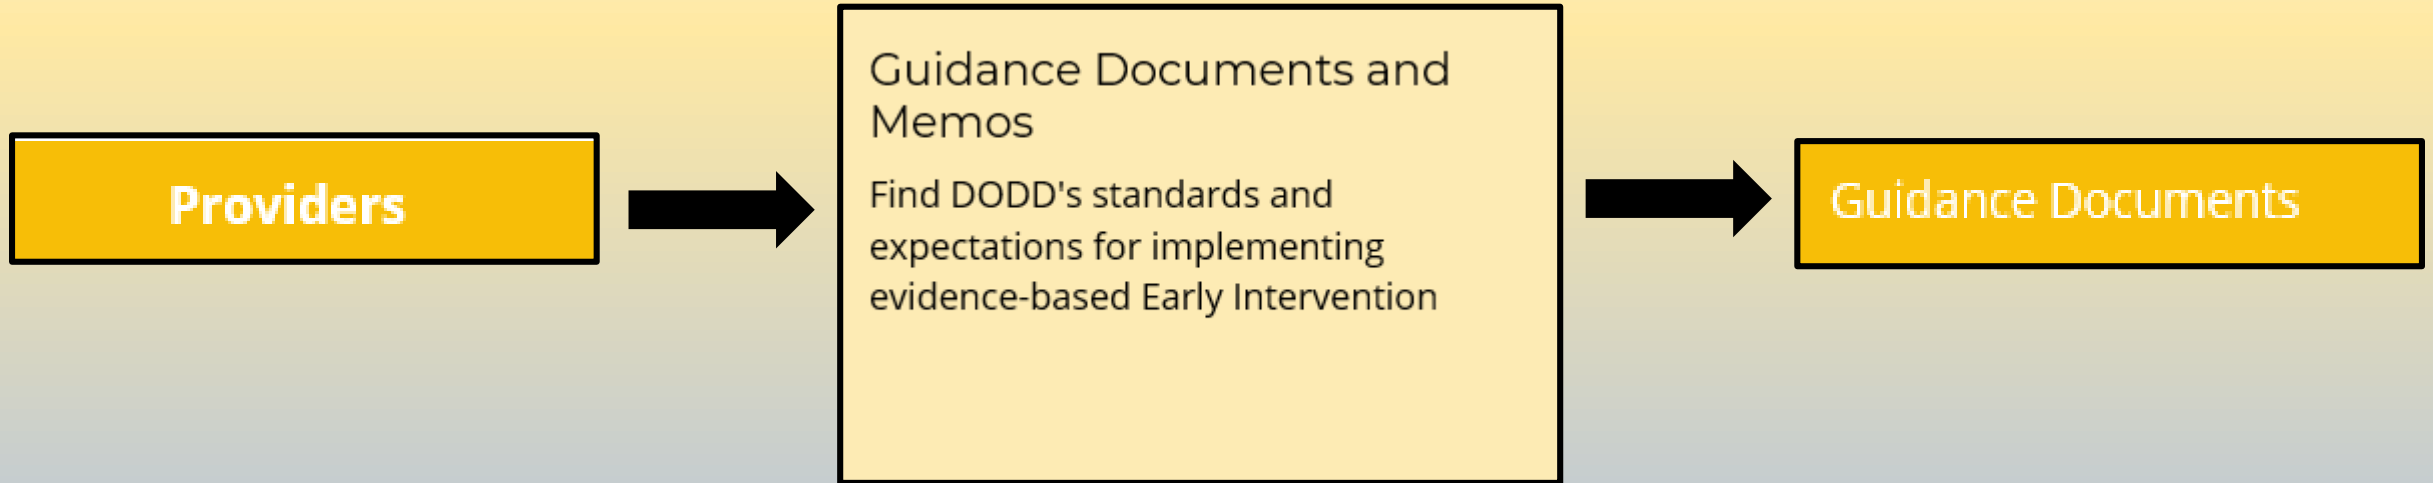 Providers
Guidance Documents and
Memos
Find DODD's standards and
expectations for implementing
evidence-based Early Intervention
Guidance Documents